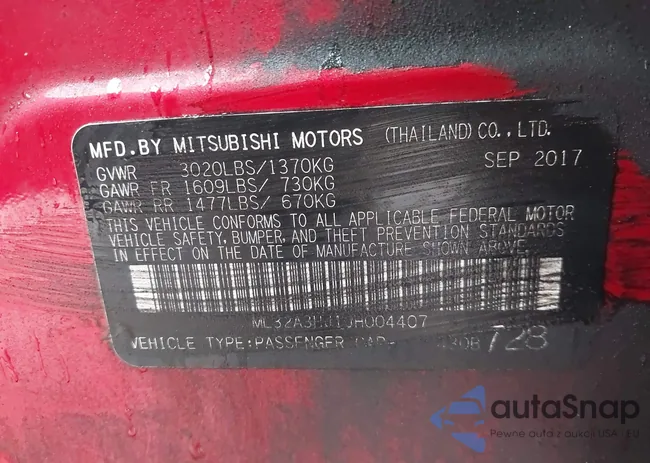 MFD.BY MITSUBISHI MOTORS (THAILAND)CO.,LTD.
GVWR 3020LBS/1370KG SEP 2017
GAWR FR 1609LBS/ 730KG
GAWR RR 1477LBS/ 670KG
THIS VEHICLE CONFORMS TO ALL APPLICABLE FEDERAL MOTOR
VEHICLE SAFETY, BUMPER, AND THEFT PREVENTION STANDARDS
IN EFFECT ON THE DATE OF MANUFACTURE SHOWN ABOVE.
VEHICLE TYPE:PASSENGER CAR 728
autaSnap
Pewne auta z aukcji USA - EU